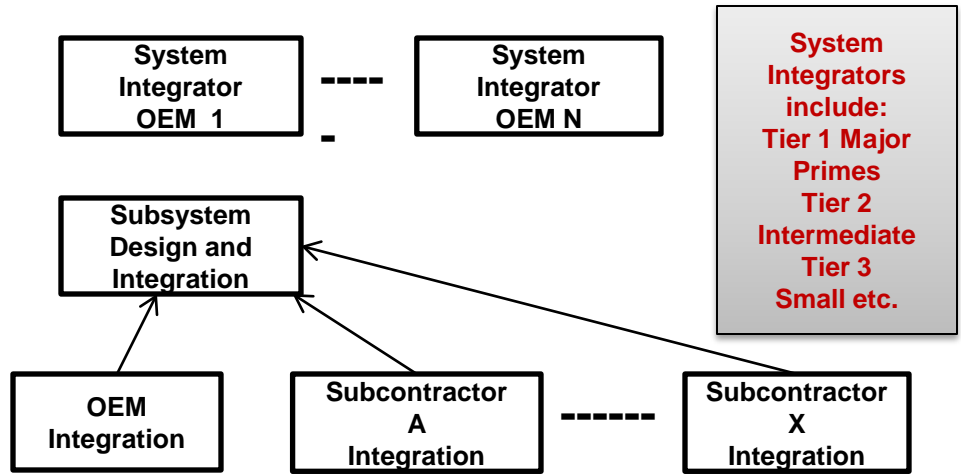 System
Integrator
OEM 1
- - - -
-
System
Integrator
OEM N
System
Integrators
include:
Tier 1 Major
Primes
Tier 2
Intermediate
Tier 3
Small etc.
Subsystem
Design and
Integration
OEM
Integration
Subcontractor
A
Integration
- - - - - -
Subcontractor
X
Integration